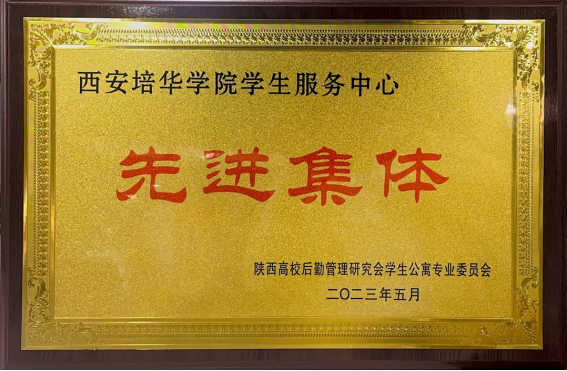 西安培华学院学生服务中心
先进集体
陕西高校后勤管理研究会学生公寓专业委员会
二〇二三年五月